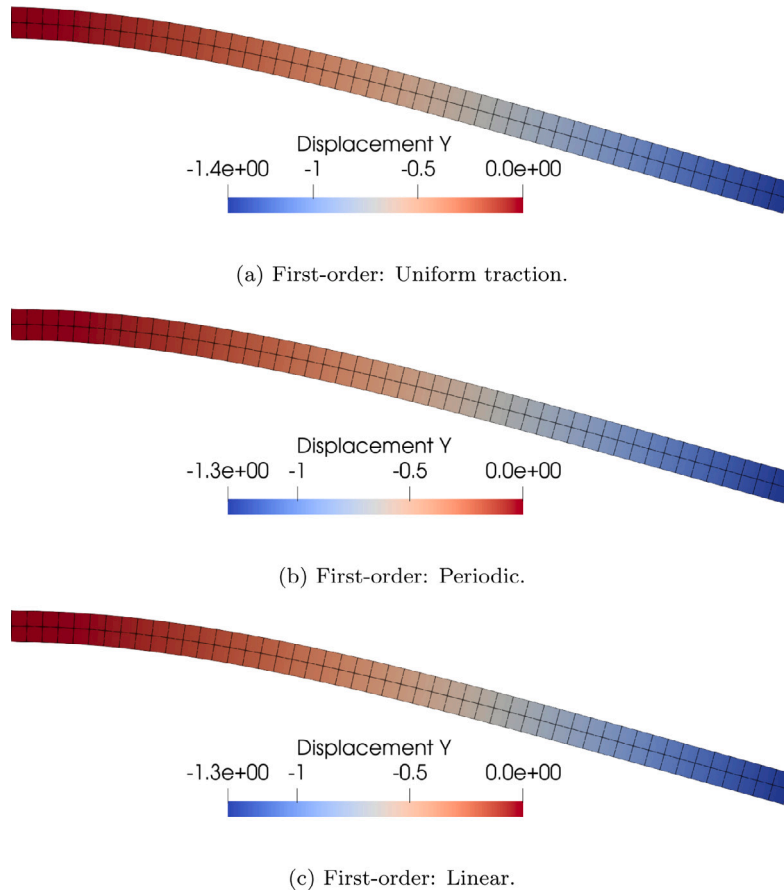 Displacement Y
-1.4e+00 -1 -0.5 0.0e+00
(a) First-order: Uniform traction.
Displacement Y
-1.3e+00 -1 -0.5 0.0e+00
(b) First-order: Periodic.
Displacement Y
-1.3e+00 -1 -0.5 0.0e+00
(c) First-order: Linear.